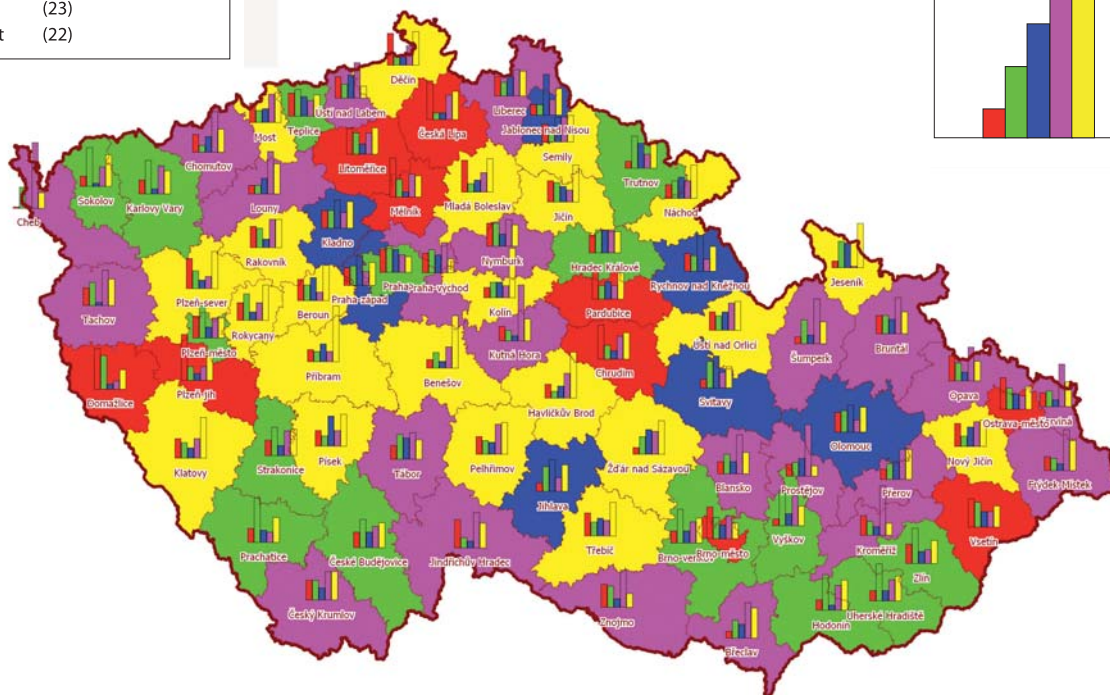 (23)
t (22)
Děčín
Ústí nad Labem
Teplice
Most
Česká Lípa
Liberec
Jablonec nad Nisou
Semily
Chomutov
Litoměřice
Trutnov
Sokolov
Karlovy Vary
Louny
Mělník
Mladá Boleslav
Jičín
Náchod
Cheb
Kladno
Rakovník
Nymburk
Hradec Králové
Rychnov nad Kněžnou
Jeseník
Plzeň-sever
Praha-západ
Praha
Praha-východ
Tachov
Beroun
Kolín
Pardubice
Rokycany
Ústí nad Orlicí
Šumperk
Bruntál
Plzeň-město
Kutná Hora
Příbram
Benešov
Chrudim
Domažlice
Plzeň-jih
Svitavy
Opava
Havlíčkův Brod
Ostrava-město
Karviná
Olomouc
Klatovy
Strakonice
Písek
Tábor
Pelhřimov
Žďár nad Sázavou
Nový Jičín
Blansko
Prostějov
Přerov
Frýdek-Místek
Jihlava
Třebíč
Brno-venkov
Brno-město
Vyškov
Kroměříž
Vsetín
Prachatice
České Budějovice
Jindřichův Hradec
Zlín
Český Krumlov
Znojmo
Hodonín
Uherské Hradiště
Břeclav